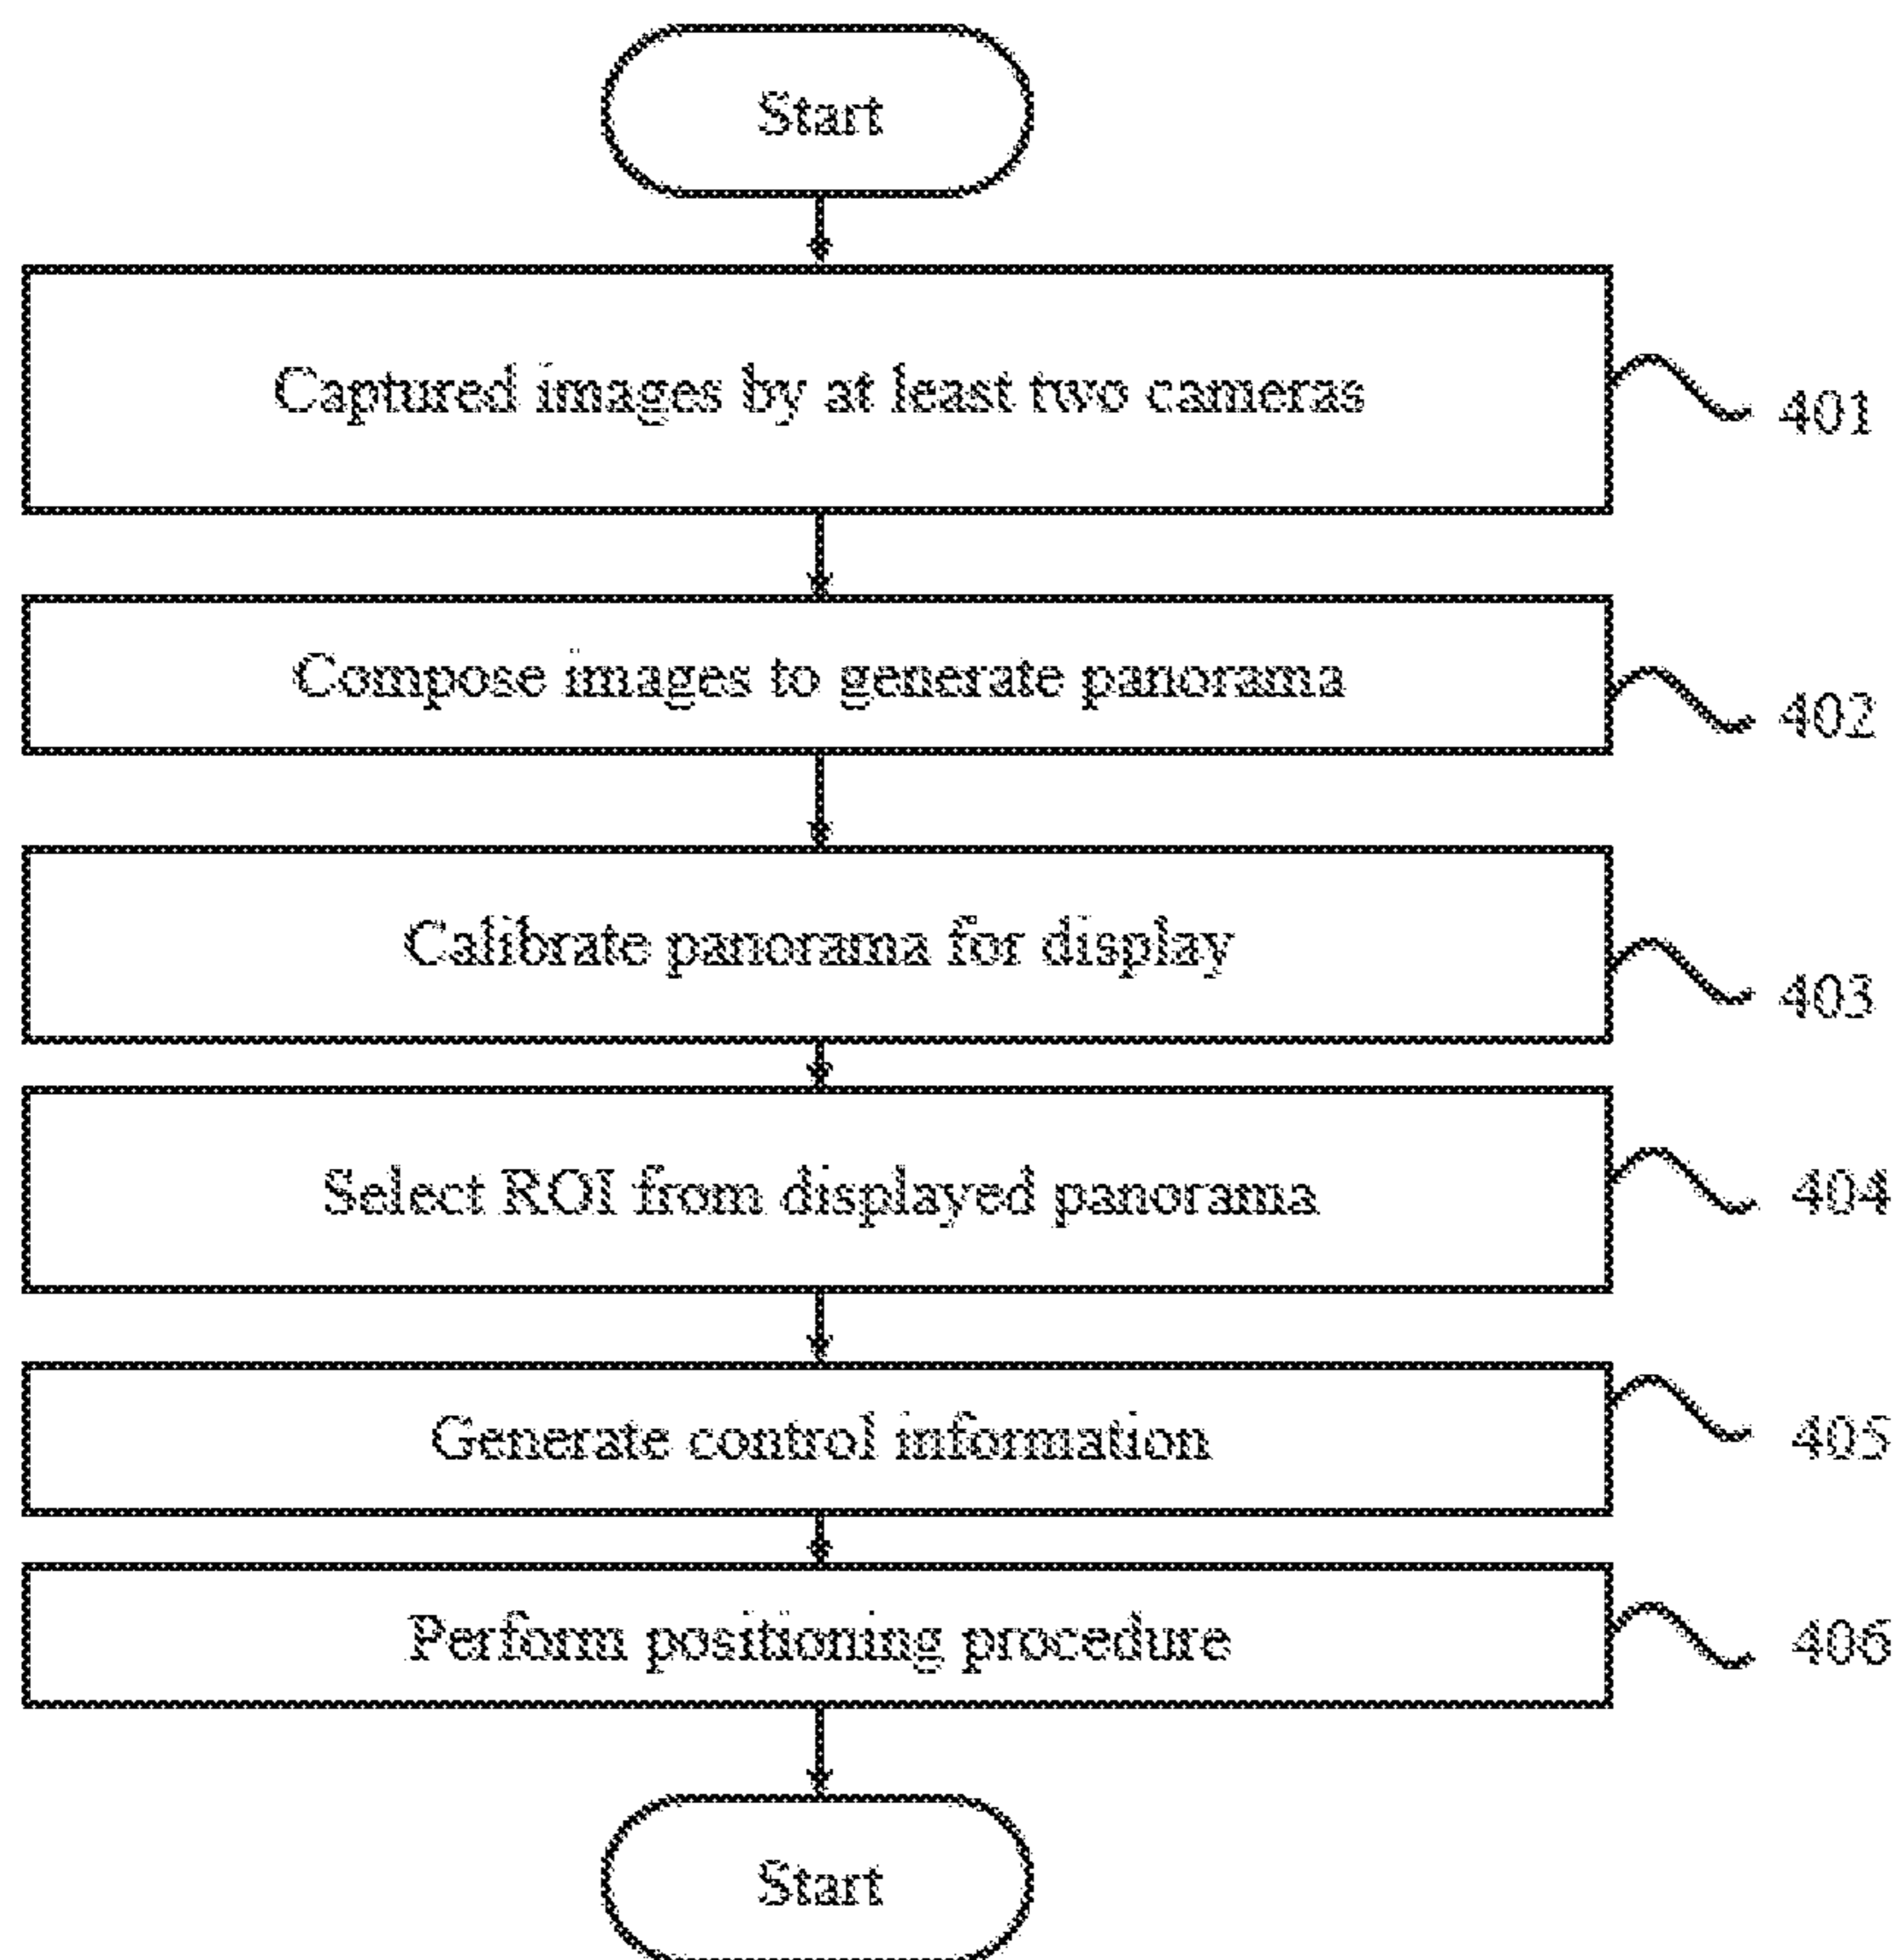 Start
Captured images by at least two cameras
401
Compose images to generate panorama
402
Calibrate panorama for display
403
Select ROI from displayed panorama
404
Generate control information
405
Perform positioning procedure
406
Start